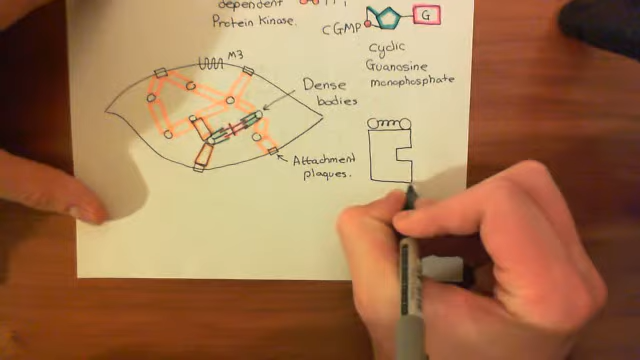 dependent
Protein Kinase.
G
CGMP
cyclic
Guanosine
monophosphate
M3
Dense
bodies
Attachment
plaques.